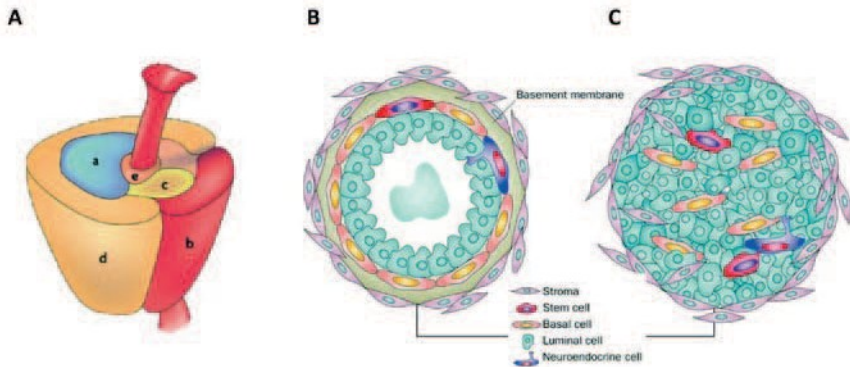 A
B
C
Basement membrane
a
e
c
b
d
Stroma
Stem cell
Basal cell
Luminal cell
Neuroendocrine cell